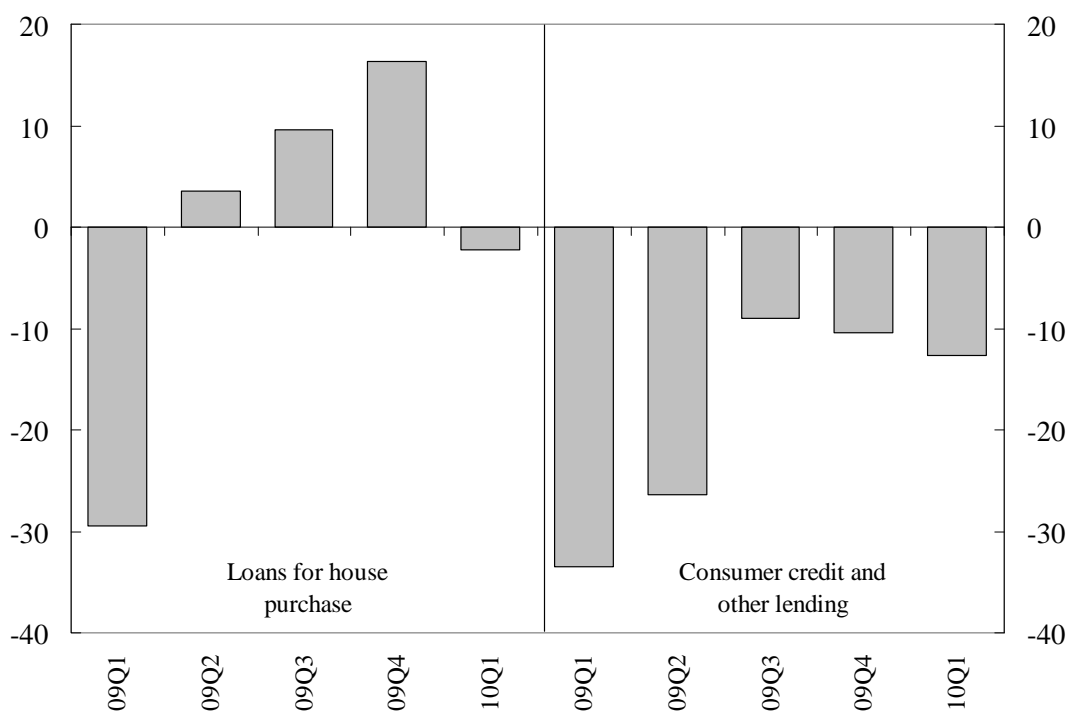 20
20
10
10
0
0
-10
-10
-20
-20
-30
-30
-40
-40
Loans for house
purchase
Consumer credit and
other lending
09Q1
09Q2
09Q3
09Q4
10Q1
09Q1
09Q2
09Q3
09Q4
10Q1